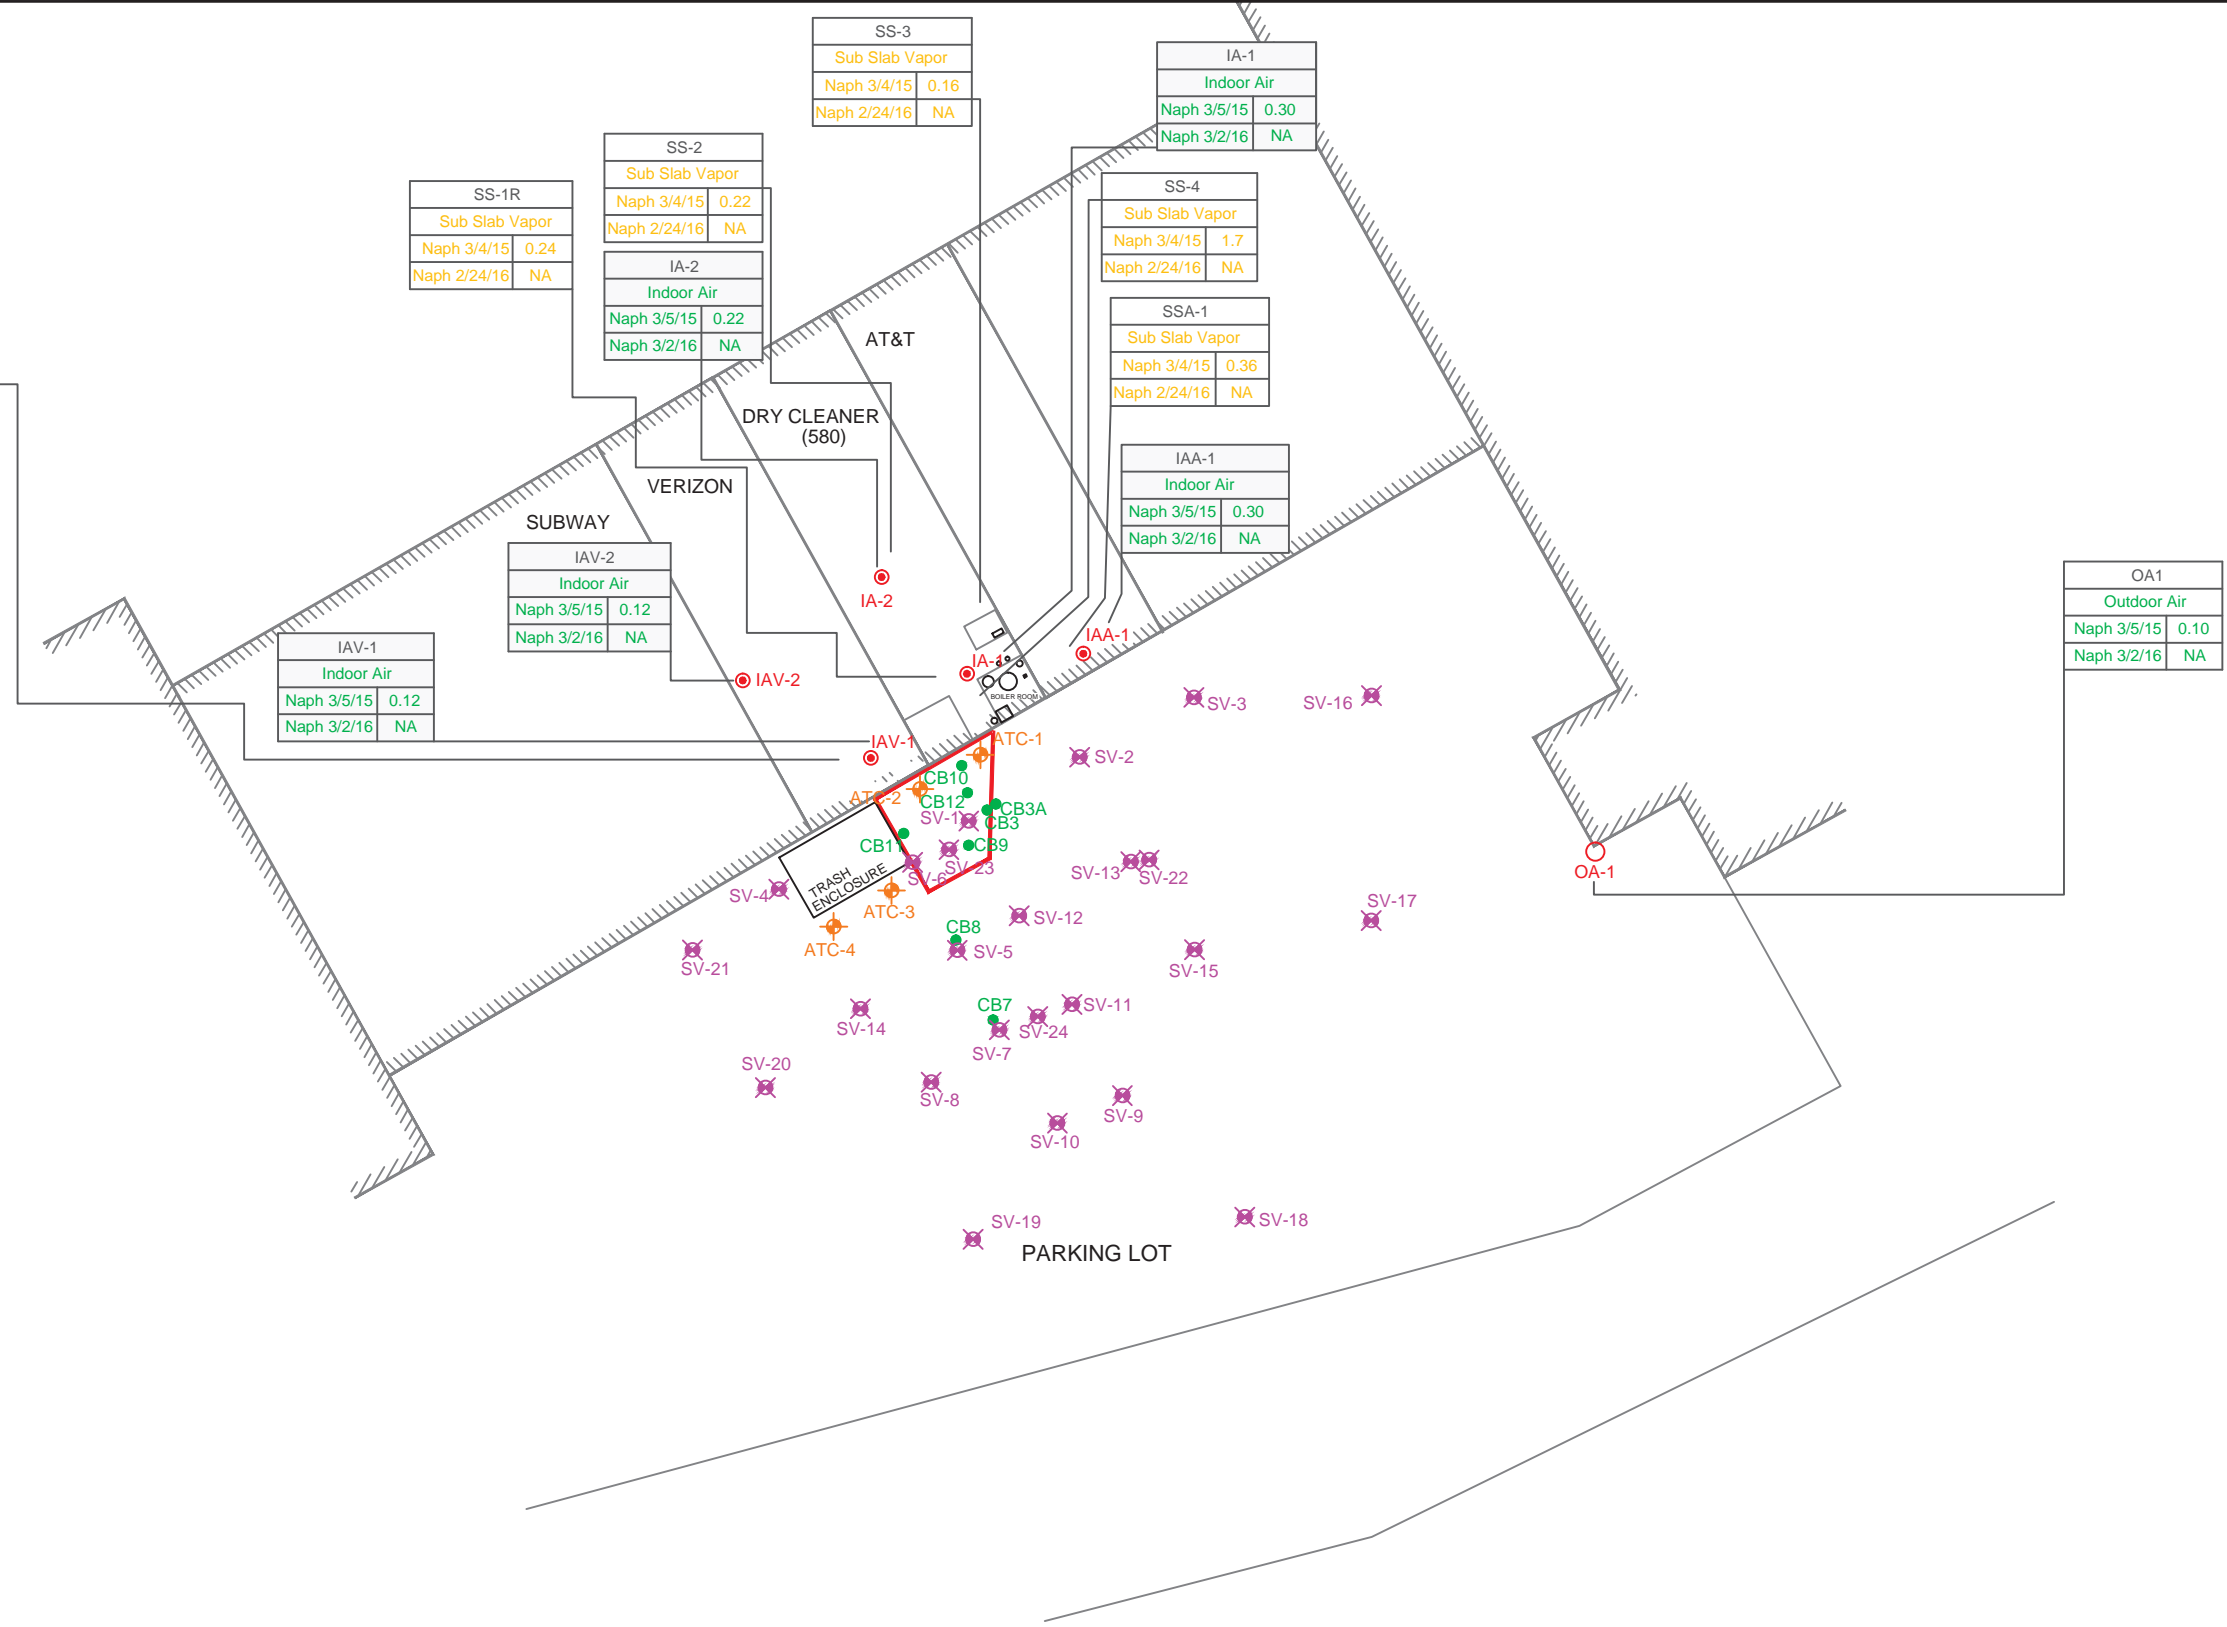 SS-3
Sub Slab Vapor
Naph 3/4/15 0.16
Naph 2/24/16 NA
IA-1
Indoor Air
Naph 3/5/15 0.30
Naph 3/2/16 NA
SS-2
Sub Slab Vapor
Naph 3/4/15 0.22
Naph 2/24/16 NA
SS-1R
Sub Slab Vapor
Naph 3/4/15 0.24
Naph 2/24/16 NA
SS-4
Sub Slab Vapor
Naph 3/4/15 1.7
Naph 2/24/16 NA
IA-2
Indoor Air
Naph 3/5/15 0.22
Naph 3/2/16 NA
SSA-1
Sub Slab Vapor
Naph 3/4/15 0.36
Naph 2/24/16 NA
AT&T
DRY CLEANER
(580)
VERIZON
SUBWAY
IAA-1
Indoor Air
Naph 3/5/15 0.30
Naph 3/2/16 NA
IAV-2
Indoor Air
Naph 3/5/15 0.12
Naph 3/2/16 NA
OA1
Outdoor Air
Naph 3/5/15 0.10
Naph 3/2/16 NA
IAV-1
Indoor Air
Naph 3/5/15 0.12
Naph 3/2/16 NA
IA-2
IAA-1
IA-1
IAV-2
BOILER ROOM
SV-3
SV-16
IAV-1
ATC-1
SV-2
CB10
ATC-2
CB12
CB3A
SV-1
CB3
CB11
CB9
SV-6
SV-23
SV-13
SV-22
OA-1
TRASH
ENCLOSURE
SV-4
ATC-3
SV-12
SV-17
CB8
ATC-4
SV-5
SV-21
SV-15
CB7
SV-11
SV-14
SV-24
SV-7
SV-20
SV-8
SV-9
SV-10
SV-19
SV-18
PARKING LOT